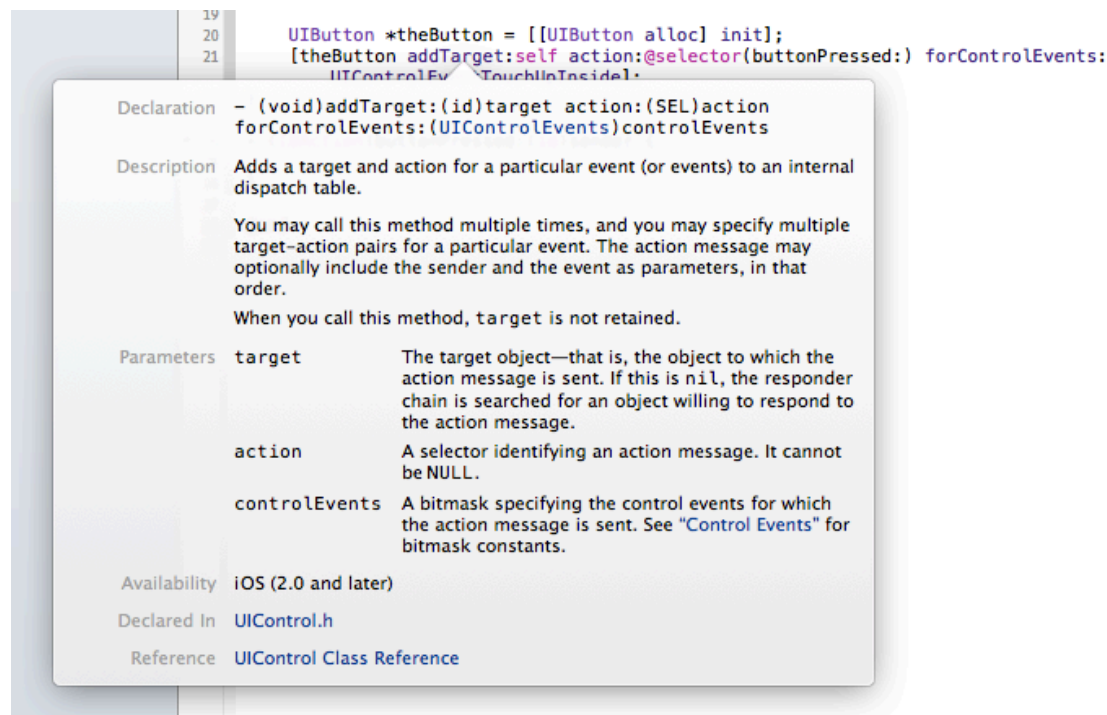 19
20 UIButton *theButton = [[UIButton alloc] init];
21 [theButton addTarget:self action:@selector(buttonPressed:) forControlEvents:
UIControlEv TouchUpInside];
Declaration – (void)addTarget:(id)target action:(SEL)action
forControlEvents:(UIControlEvents)controlEvents
Description Adds a target and action for a particular event (or events) to an internal
dispatch table.
You may call this method multiple times, and you may specify multiple
target–action pairs for a particular event. The action message may
optionally include the sender and the event as parameters, in that
order.
When you call this method, target is not retained.
Parameters target The target object—that is, the object to which the
action message is sent. If this is nil, the responder
chain is searched for an object willing to respond to
the action message.
action A selector identifying an action message. It cannot
be NULL.
controlEvents A bitmask specifying the control events for which
the action message is sent. See “Control Events” for
bitmask constants.
Availability iOS (2.0 and later)
Declared In UIControl.h
Reference UIControl Class Reference